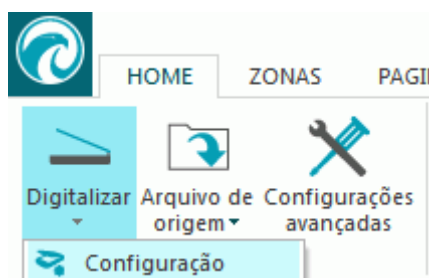 HOME ZONAS
Digitalizar Arquivo de Configurações
origem avançadas
Configuração